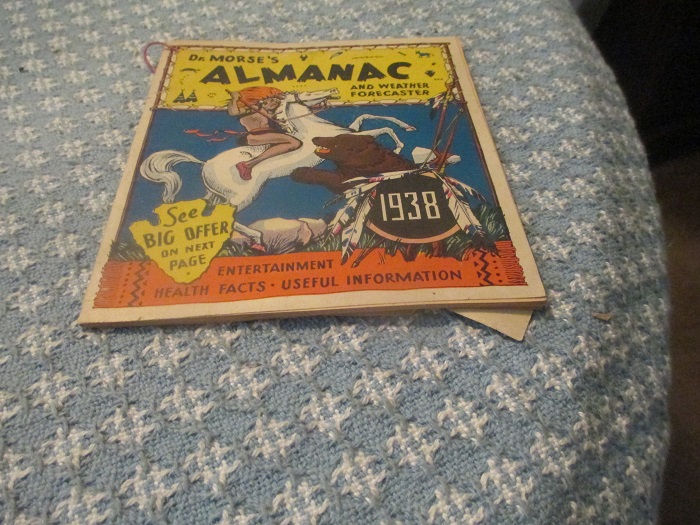 DR. MORSE'S
ALMANAC
AND WEATHER
FORECASTER
1938
See
BIG OFFER
ON NEXT
PAGE
ENTERTAINMENT
HEALTH FACTS · USEFUL INFORMATION